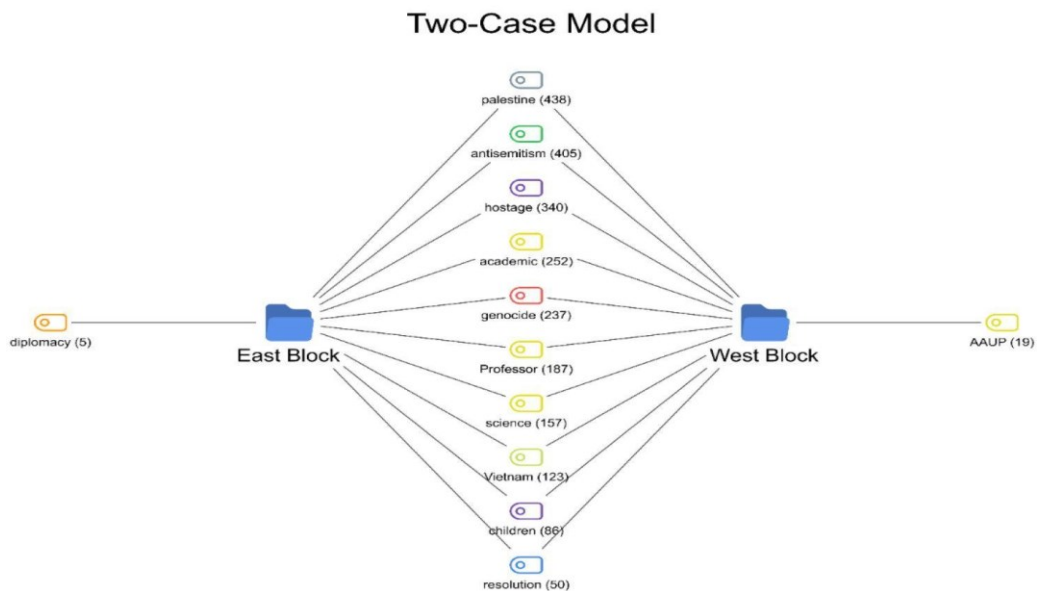 Two-Case Model
palestine (438)
antisemitism (405)
hostage (340)
academic (252)
genocide (237)
diplomacy (5)
East Block
West Block
AAUP (19)
Professor (187)
science (157)
Vietnam (123)
children (86)
resolution (50)